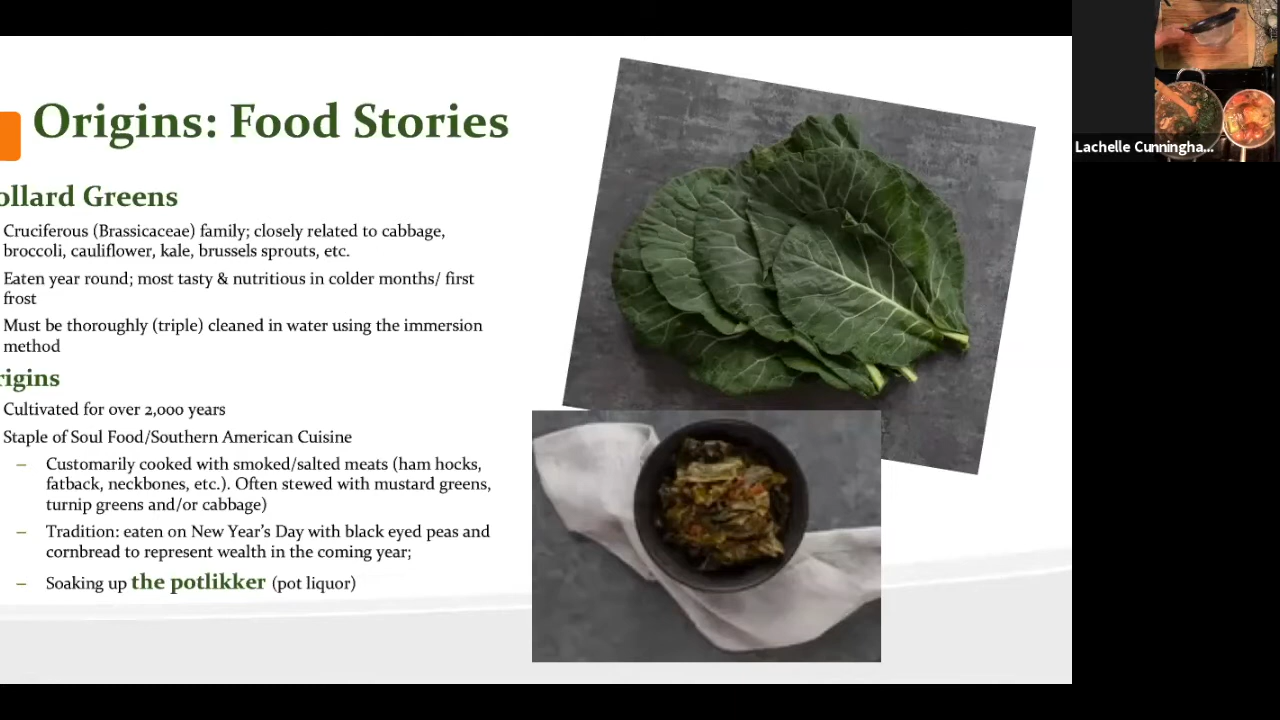 Origins: Food Stories
ollard Greens
Cruciferous (Brassicaceae) family; closely related to cabbage,
broccoli, cauliflower, kale, brussels sprouts, etc.
Eaten year round; most tasty & nutritious in colder months/ first
frost
Must be thoroughly (triple) cleaned in water using the immersion
method
rigins
Cultivated for over 2,000 years
Staple of Soul Food/Southern American Cuisine
– Customarily cooked with smoked/salted meats (ham hocks,
fatback, neckbones, etc.). Often stewed with mustard greens,
turnip greens and/or cabbage)
– Tradition: eaten on New Year's Day with black eyed peas and
cornbread to represent wealth in the coming year;
– Soaking up the potlikker (pot liquor)
Lachelle Cunningha...